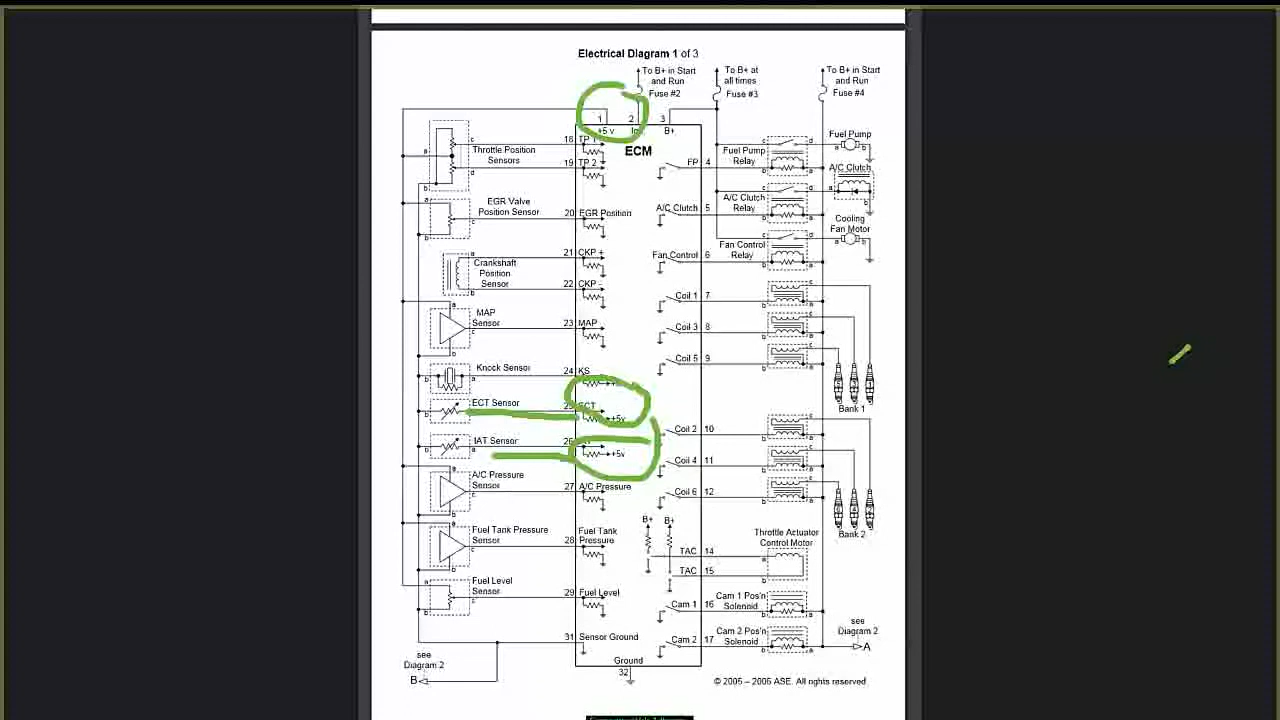 Electrical Diagram 1 of 3
To B+ in Start
and Run
Fuse #2
To B+ at
all times
Fuse #3
To B+ in Start
and Run
Fuse #4
1
2
3
+5 v
B+
ECM
Throttle Position
Sensors
18
TP 1
19
TP 2
EGR Valve
Position Sensor
20
EGR Position
Crankshaft
Position
Sensor
21
CKP +
22
CKP -
MAP
Sensor
23
MAP
Knock Sensor
24
KS
ECT Sensor
25
ECT
+5v
IAT Sensor
26
+5v
A/C Pressure
Sensor
27
A/C Pressure
Fuel Tank Pressure
Sensor
28
Fuel Tank
Pressure
Fuel Level
Sensor
29
Fuel Level
31
Sensor Ground
Ground
32
see
Diagram 2
B
FP
4
Fuel Pump
Relay
Fuel Pump
A/C Clutch
5
A/C Clutch
Relay
A/C Clutch
Fan Control
6
Fan Control
Relay
Cooling
Fan Motor
Coil 1
7
Coil 3
8
Coil 5
9
Bank 1
Coil 2
10
Coil 4
11
Coil 6
12
Bank 2
B+
B+
TAC
14
TAC
15
Throttle Actuator
Control Motor
Cam 1
16
Cam 1 Pos'n
Solenoid
Cam 2
17
Cam 2 Pos'n
Solenoid
see
Diagram 2
A
© 2005 – 2006 ASE. All rights reserved